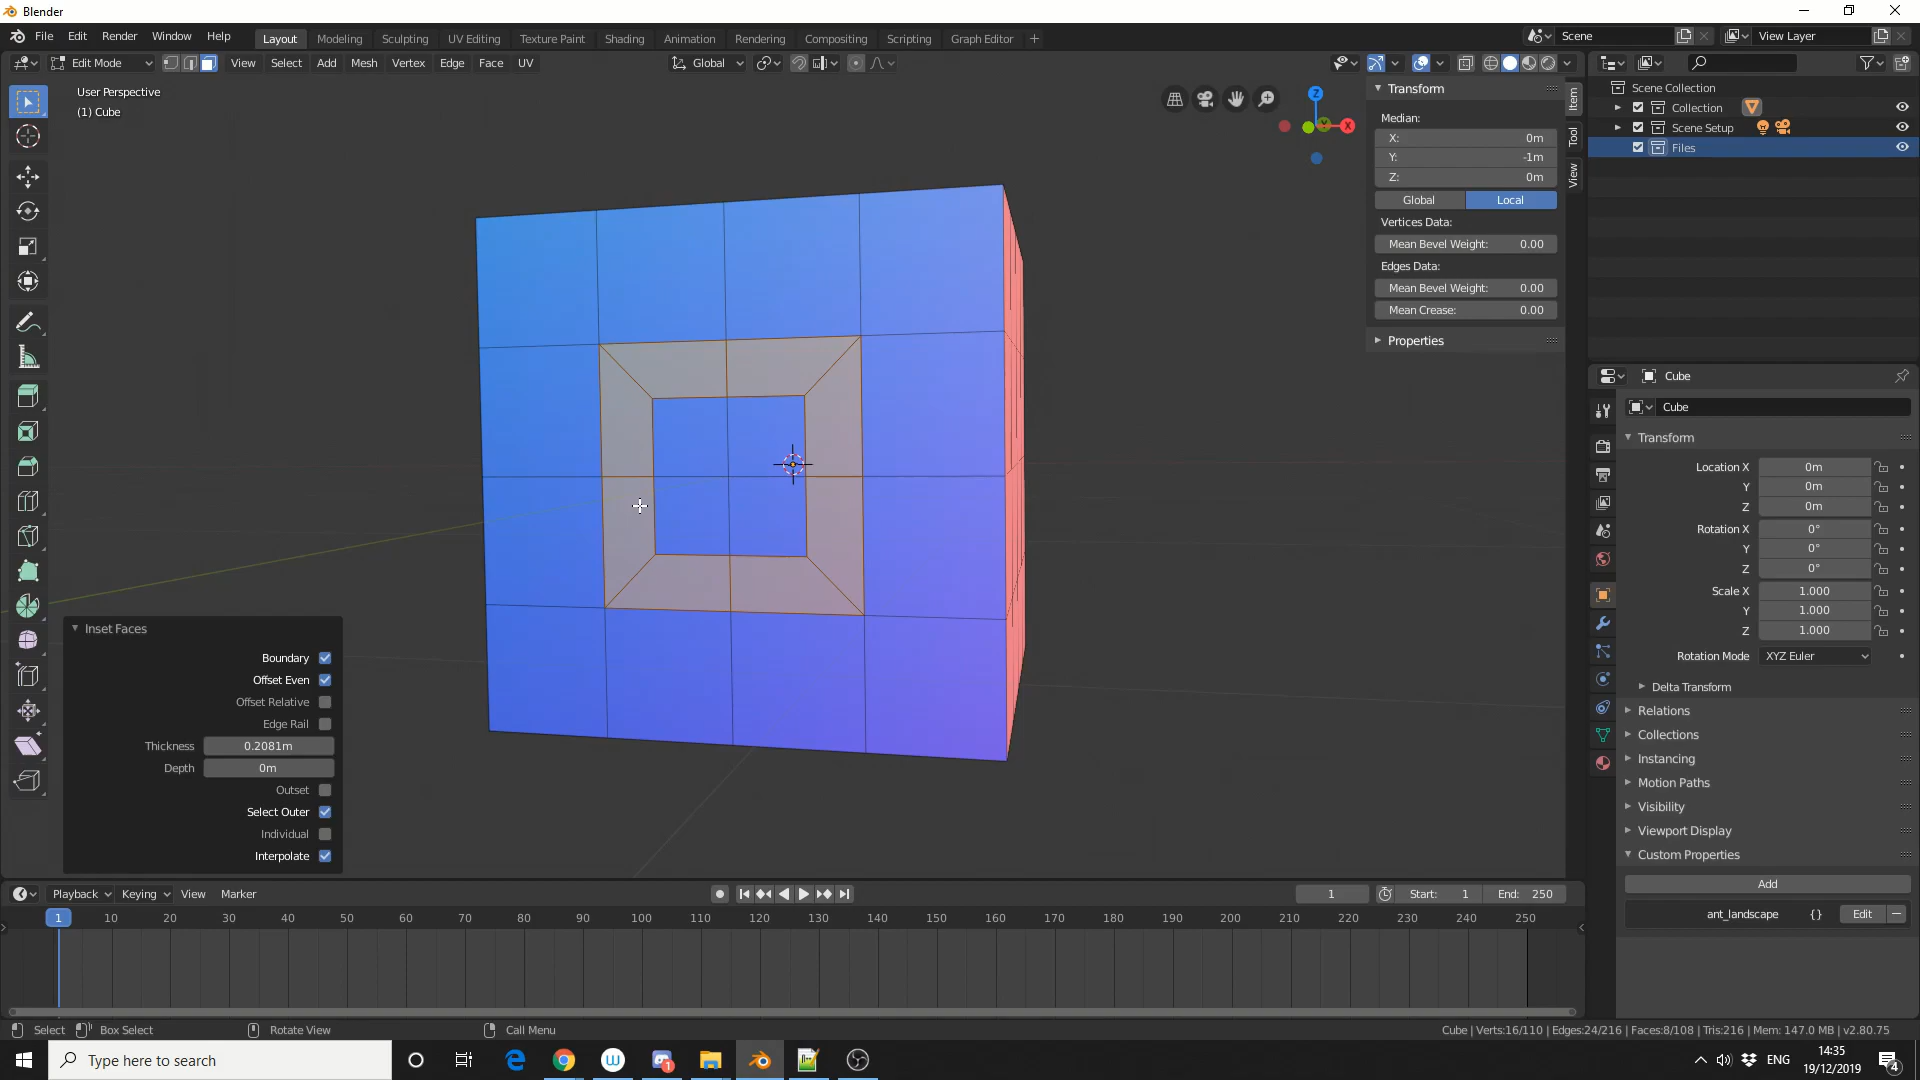 Blender
File Edit Render Window Help
Layout Modeling Sculpting UV Editing Texture Paint Shading Animation Rendering Compositing Scripting Graph Editor +
Scene
View Layer
Edit Mode View Select Add Mesh Vertex Edge Face UV
Global
User Perspective
(1) Cube
Z
Y
X
Transform
Median:
X: 0m
Y: -1m
Z: 0m
Global Local
Vertices Data:
Mean Bevel Weight: 0.00
Edges Data:
Mean Bevel Weight: 0.00
Mean Crease: 0.00
Properties
Item
Tool
View
Scene Collection
Collection
Scene Setup
Files
Cube
Cube
Transform
Location X 0m
Y 0m
Z 0m
Rotation X 0°
Y 0°
Z 0°
Scale X 1.000
Y 1.000
Z 1.000
Rotation Mode XYZ Euler
Delta Transform
Relations
Collections
Instancing
Motion Paths
Visibility
Viewport Display
Custom Properties
Add
ant_landscape {} Edit
Inset Faces
Boundary
Offset Even
Offset Relative
Edge Rail
Thickness 0.2081m
Depth 0m
Outset
Select Outer
Individual
Interpolate
Playback Keying View Marker
1 Start: 1 End: 250
1 10 20 30 40 50 60 70 80 90 100 110 120 130 140 150 160 170 180 190 200 210 220 230 240 250
Select Box Select Rotate View Call Menu
Cube | Verts:16/110 | Edges:24/216 | Faces:8/108 | Tris:216 | Mem: 147.0 MB | v2.80.75
Type here to search
1
ENG
14:35
19/12/2019
4